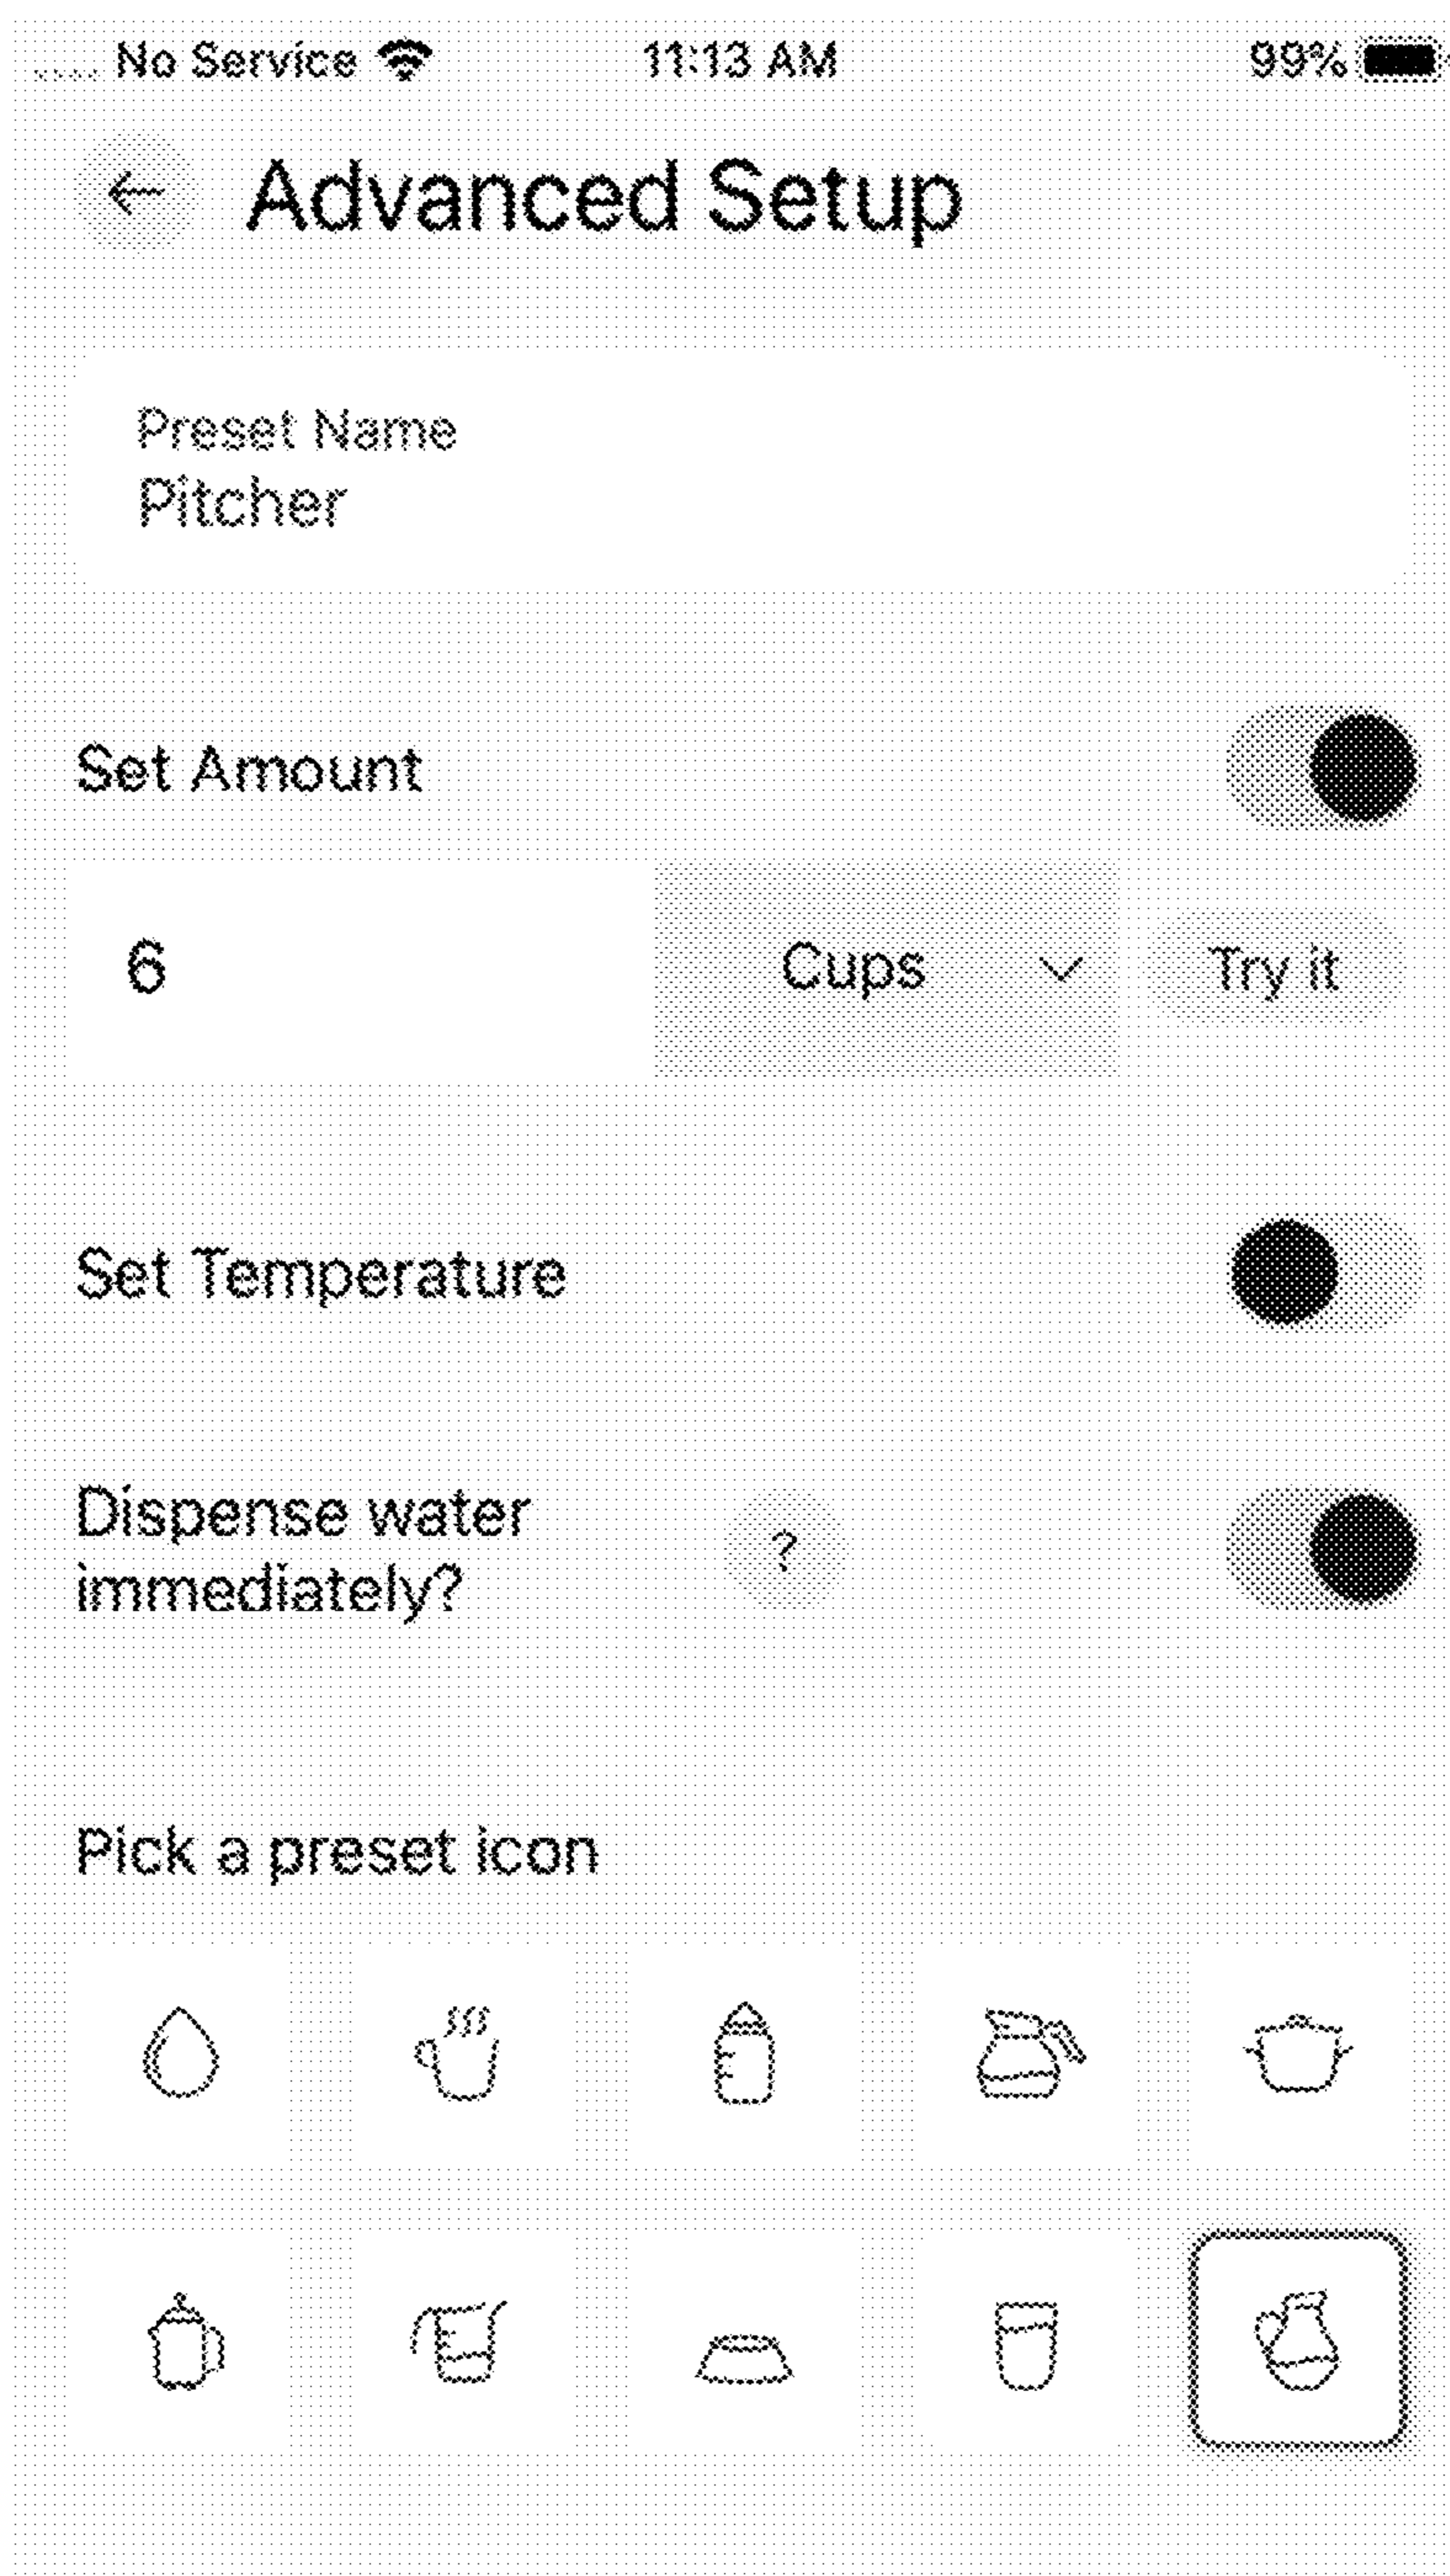 No Service 11:13 AM 99%
Advanced Setup
Preset Name
Pitcher
Set Amount
6 Cups Try it
Set Temperature
Dispense water
immediately?
?
Pick a preset icon